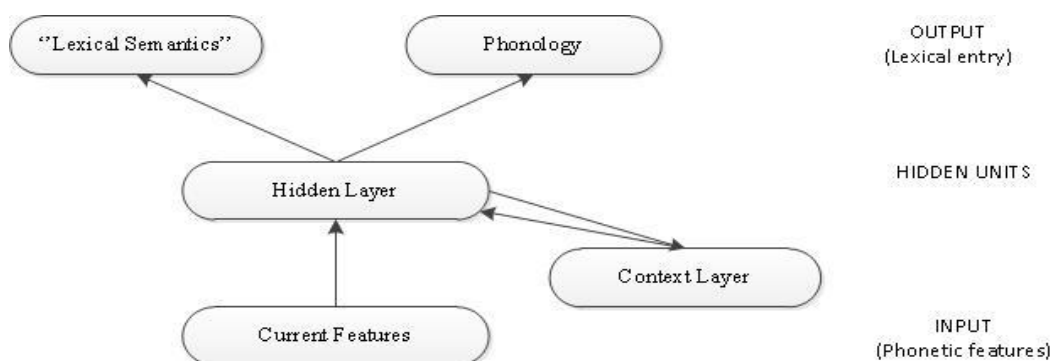 ‘’Lexical Semantics’’
Phonology
OUTPUT
(Lexical entry)
Hidden Layer
HIDDEN UNITS
Context Layer
Current Features
INPUT
(Phonetic features)